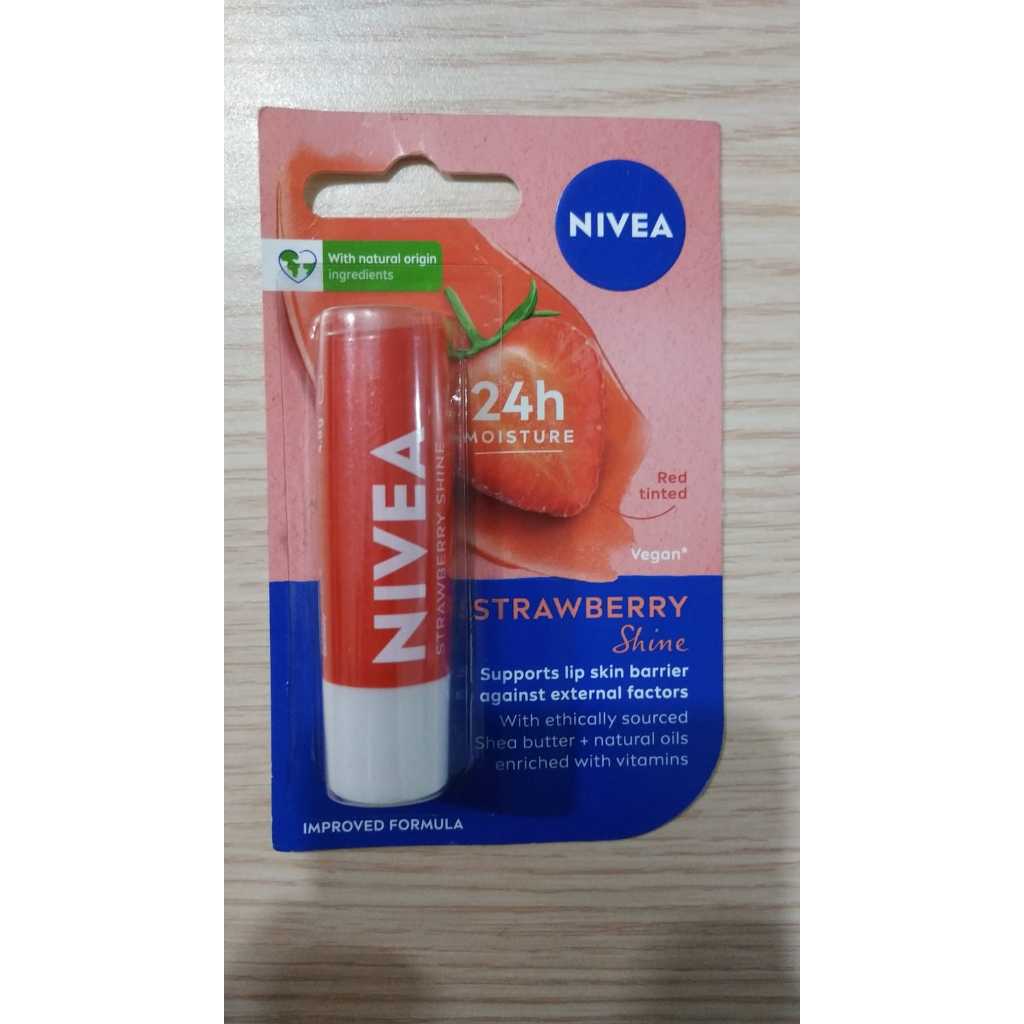 NIVEA
With natural origin
ingredients
24h
MOISTURE
Red
tinted
Vegan*
NIVEA
STRAWBERRY SHINE
STRAWBERRY
Shine
Supports lip skin barrier
against external factors
With ethically sourced
Shea butter + natural oils
enriched with vitamins
IMPROVED FORMULA